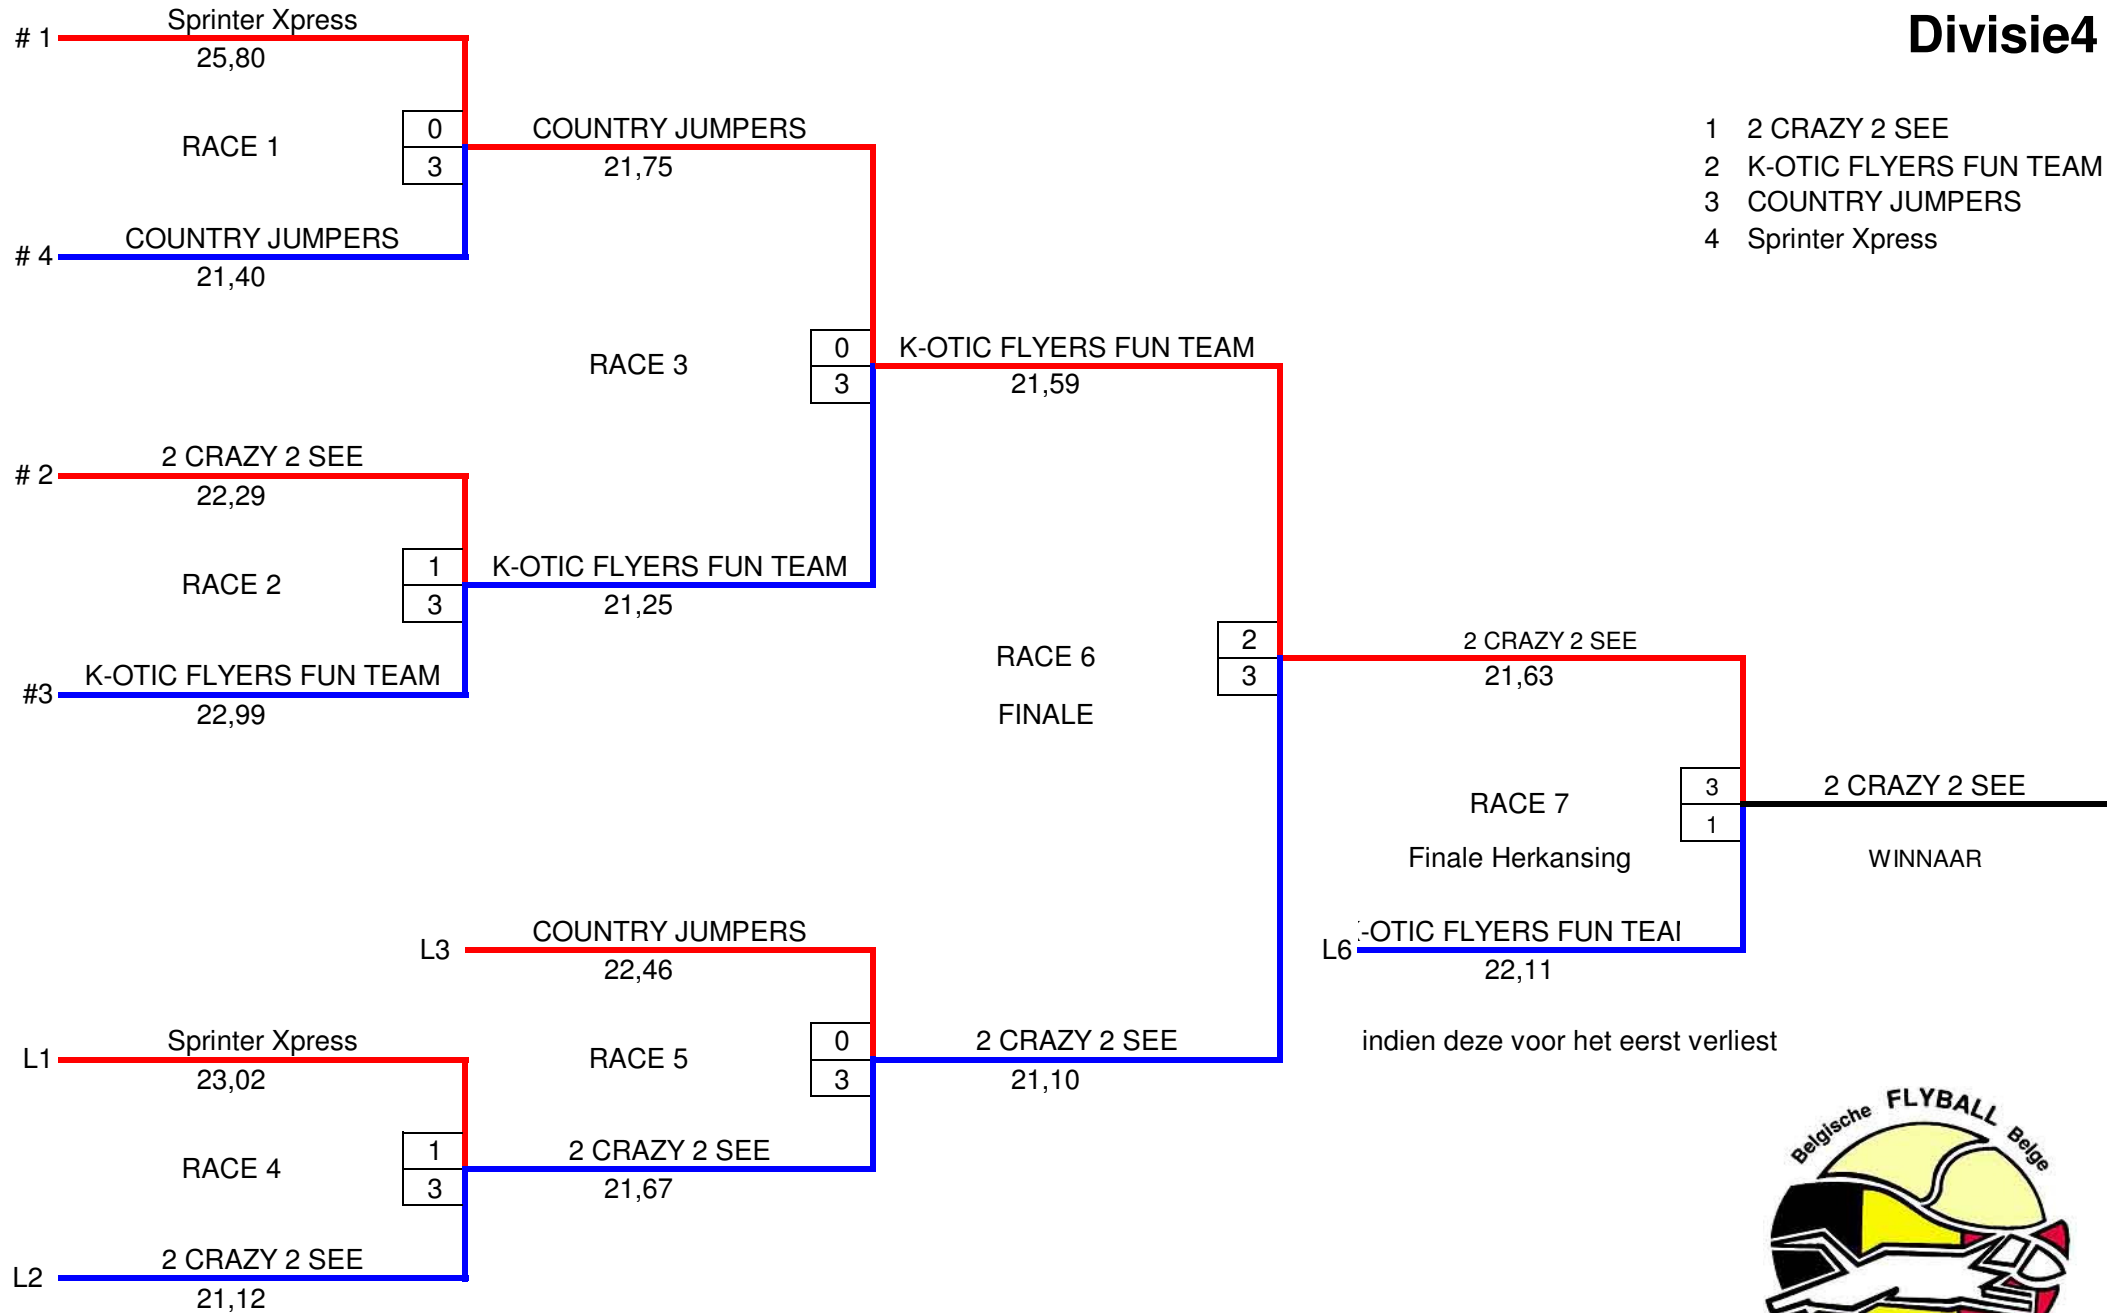 Divisie4
1 2 CRAZY 2 SEE
2 K-OTIC FLYERS FUN TEAM
3 COUNTRY JUMPERS
4 Sprinter Xpress
# 1 Sprinter Xpress
25,80
RACE 1
0
3
# 4 COUNTRY JUMPERS
21,40
COUNTRY JUMPERS
21,75
RACE 3
0
3
# 2 2 CRAZY 2 SEE
22,29
RACE 2
1
3
#3 K-OTIC FLYERS FUN TEAM
22,99
K-OTIC FLYERS FUN TEAM
21,25
K-OTIC FLYERS FUN TEAM
21,59
RACE 6
FINALE
2
3
2 CRAZY 2 SEE
21,63
RACE 7
Finale Herkansing
3
1
2 CRAZY 2 SEE
WINNAAR
L6 -OTIC FLYERS FUN
22,11
indien deze voor het eerst verliest
L3 COUNTRY JUMPERS
22,46
RACE 5
0
3
2 CRAZY 2 SEE
21,10
L1 Sprinter Xpress
23,02
RACE 4
1
3
2 CRAZY 2 SEE
21,67
L2 2 CRAZY 2 SEE
21,12
Belgische FLYBALL Belge